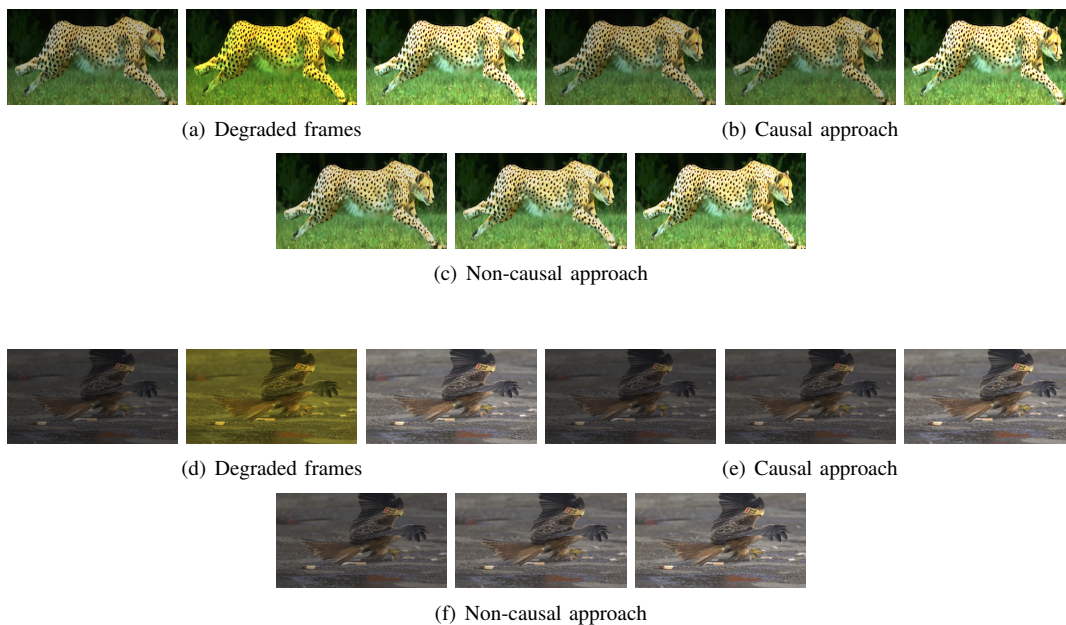 (a) Degraded frames
(b) Causal approach
(c) Non-causal approach
(d) Degraded frames
(e) Causal approach
(f) Non-causal approach